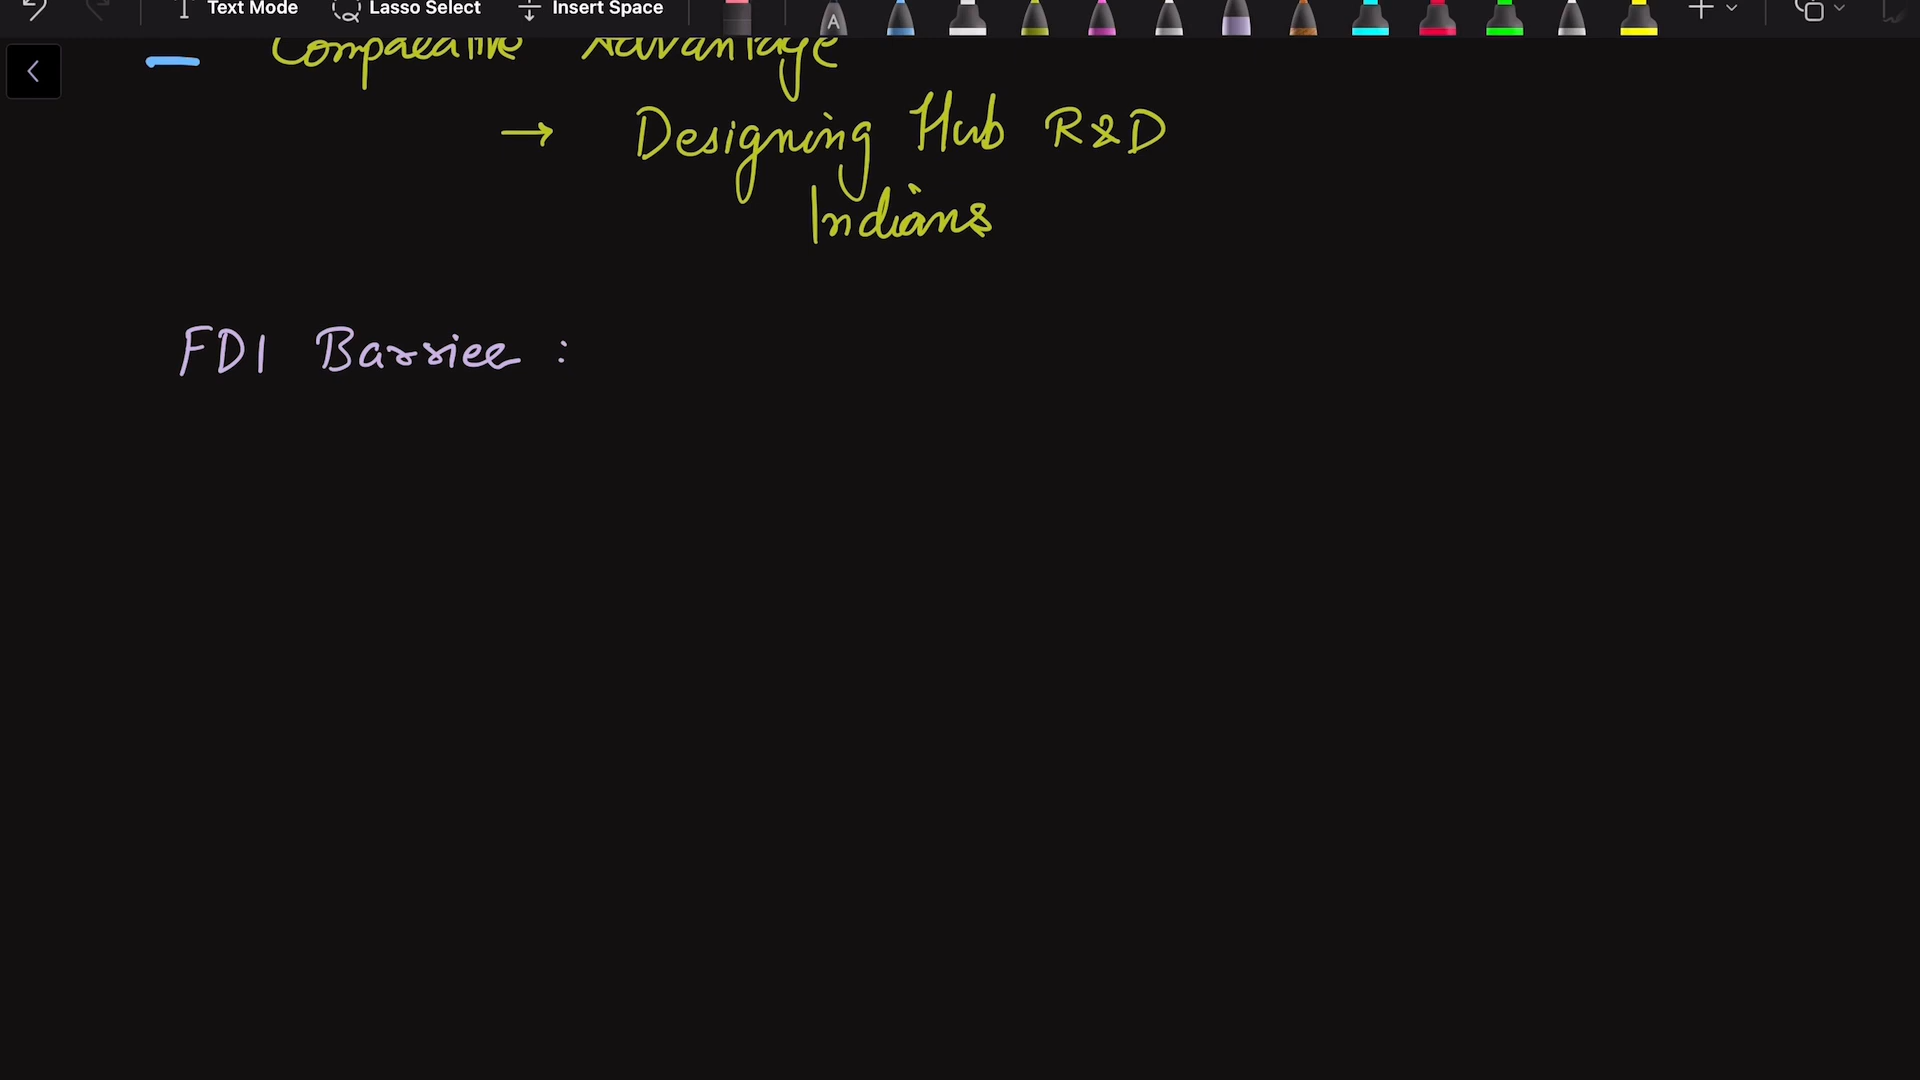 Text Mode Lasso Select Insert Space
A
Comparative Advantage
→ Designing Hub R&D
Indians
FDI Barrier :